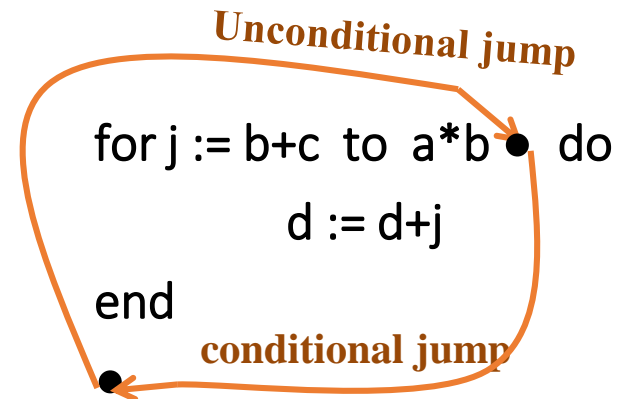 Unconditional jump
for j := b+c to a*b do
d := d+j
end
conditional jump